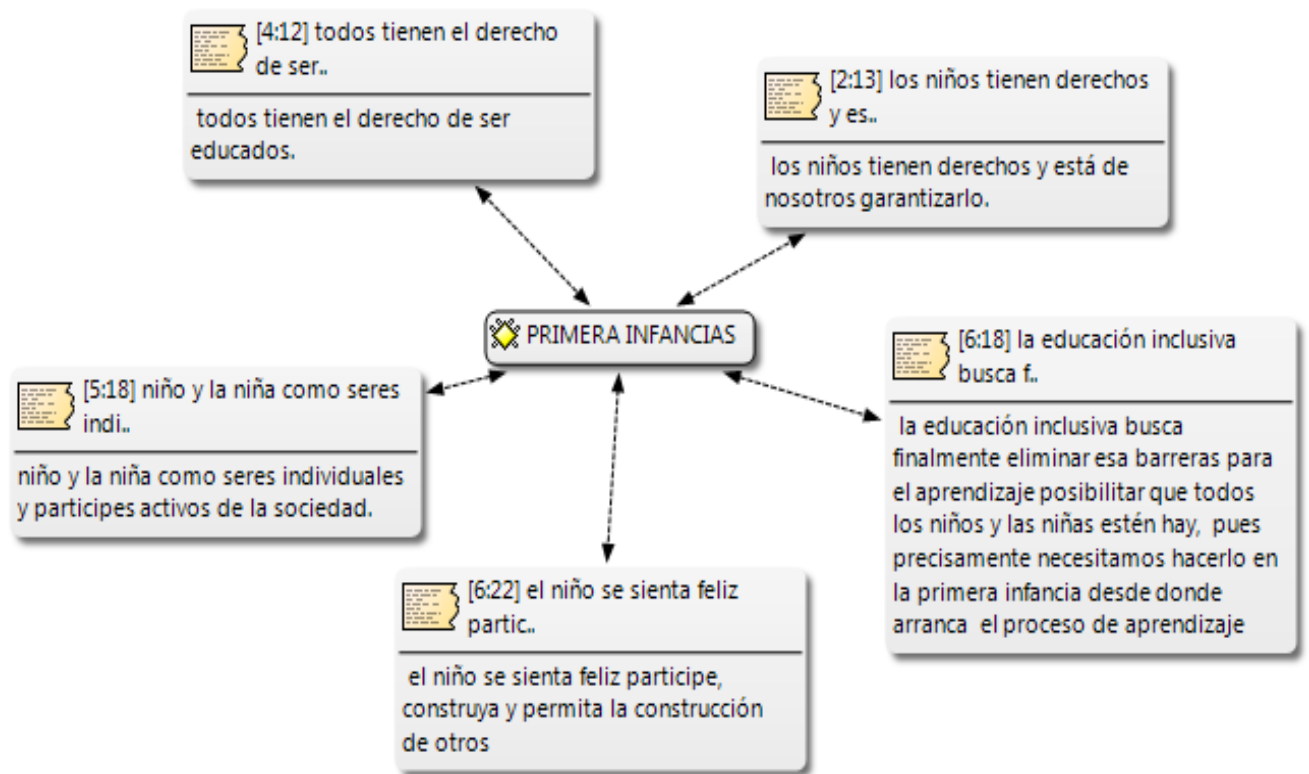 [4:12] todos tienen el derecho
de ser..
todos tienen el derecho de ser
educados.
[2:13] los niños tienen derechos
y es..
los niños tienen derechos y está de
nosotros garantizarlo.
PRIMERA INFANCIAS
[5:18] niño y la niña como seres
indi..
niño y la niña como seres individuales
y participes activos de la sociedad.
[6:18] la educación inclusiva
busca f..
la educación inclusiva busca
finalmente eliminar esa barreras para
el aprendizaje posibilitar que todos
los niños y las niñas estén hay, pues
precisamente necesitamos hacerlo en
la primera infancia desde donde
arranca el proceso de aprendizaje
[6:22] el niño se sienta feliz
partic..
el niño se sienta feliz participe,
construya y permita la construcción
de otros